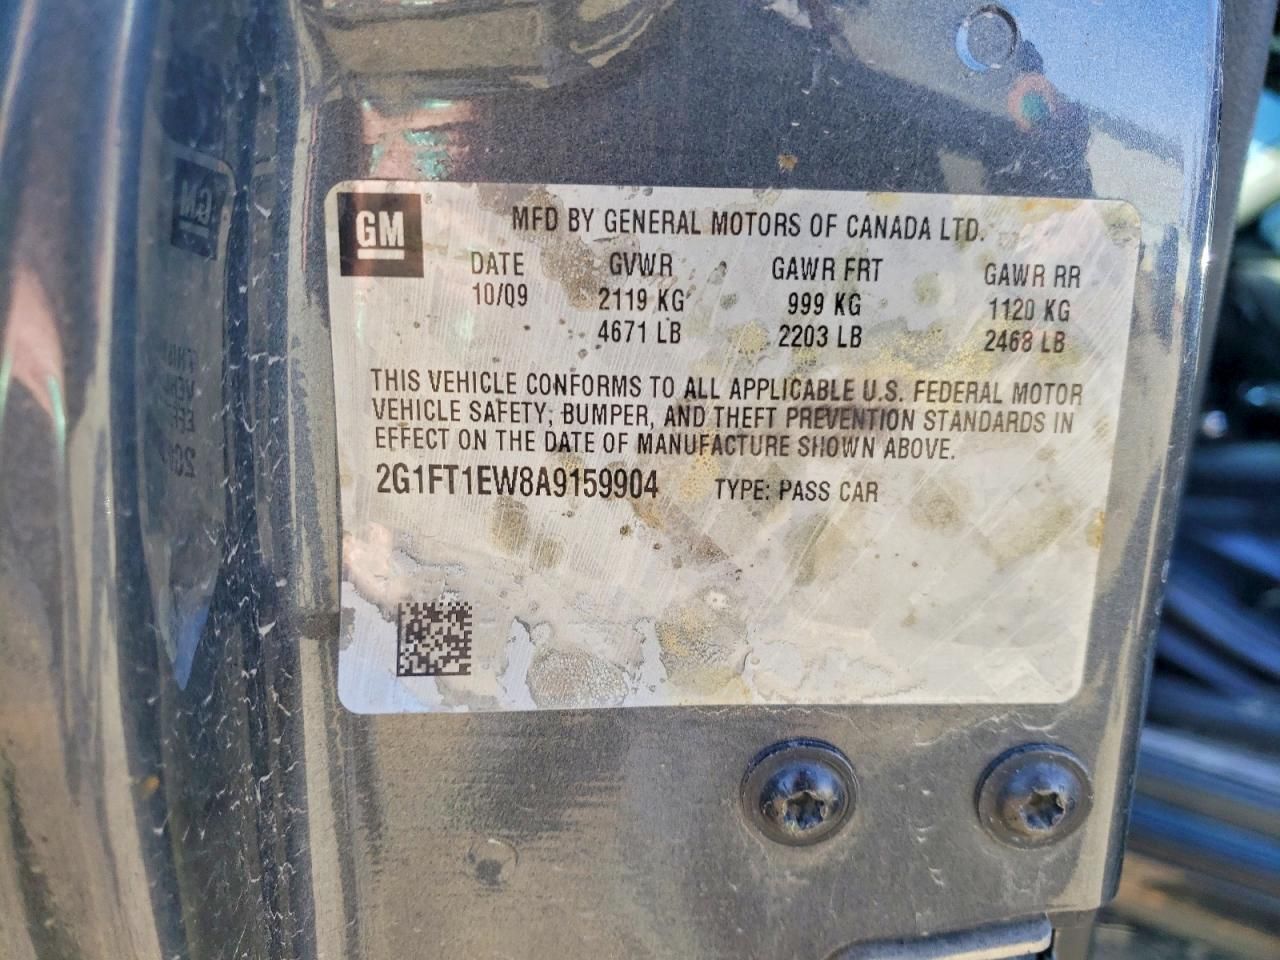 GM
MFD BY GENERAL MOTORS OF CANADA LTD.
DATE GVWR GAWR FRT GAWR RR
10/09 2119 KG 999 KG 1120 KG
4671 LB 2203 LB 2468 LB
THIS VEHICLE CONFORMS TO ALL APPLICABLE U.S. FEDERAL MOTOR
VEHICLE SAFETY, BUMPER, AND THEFT PREVENTION STANDARDS IN
EFFECT ON THE DATE OF MANUFACTURE SHOWN ABOVE.
2G1FT1EW8A9159904 TYPE: PASS CAR